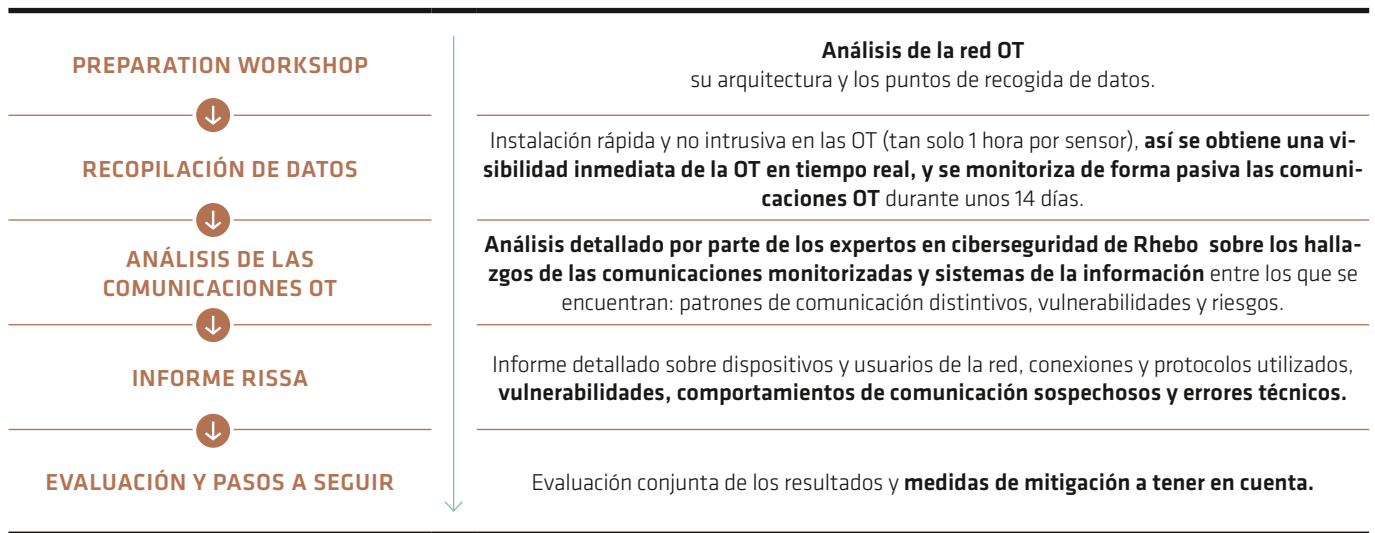 PREPARATION WORKSHOP
Análisis de la red OT
su arquitectura y los puntos de recogida de datos.
RECOPILACIÓN DE DATOS
Instalación rápida y no intrusiva en las OT (tan solo 1 hora por sensor), así se obtiene una vi-
sibilidad inmediata de la OT en tiempo real, y se monitoriza de forma pasiva las comuni-
caciones OT durante unos 14 días.
ANÁLISIS DE LAS
COMUNICACIONES OT
Análisis detallado por parte de los expertos en ciberseguridad de Rhebo sobre los halla-
zgos de las comunicaciones monitorizadas y sistemas de la información entre los que se
encuentran: patrones de comunicación distintivos, vulnerabilidades y riesgos.
INFORME RISSA
Informe detallado sobre dispositivos y usuarios de la red, conexiones y protocolos utilizados,
vulnerabilidades, comportamientos de comunicación sospechosos y errores técnicos.
EVALUACIÓN Y PASOS A SEGUIR
Evaluación conjunta de los resultados y medidas de mitigación a tener en cuenta.